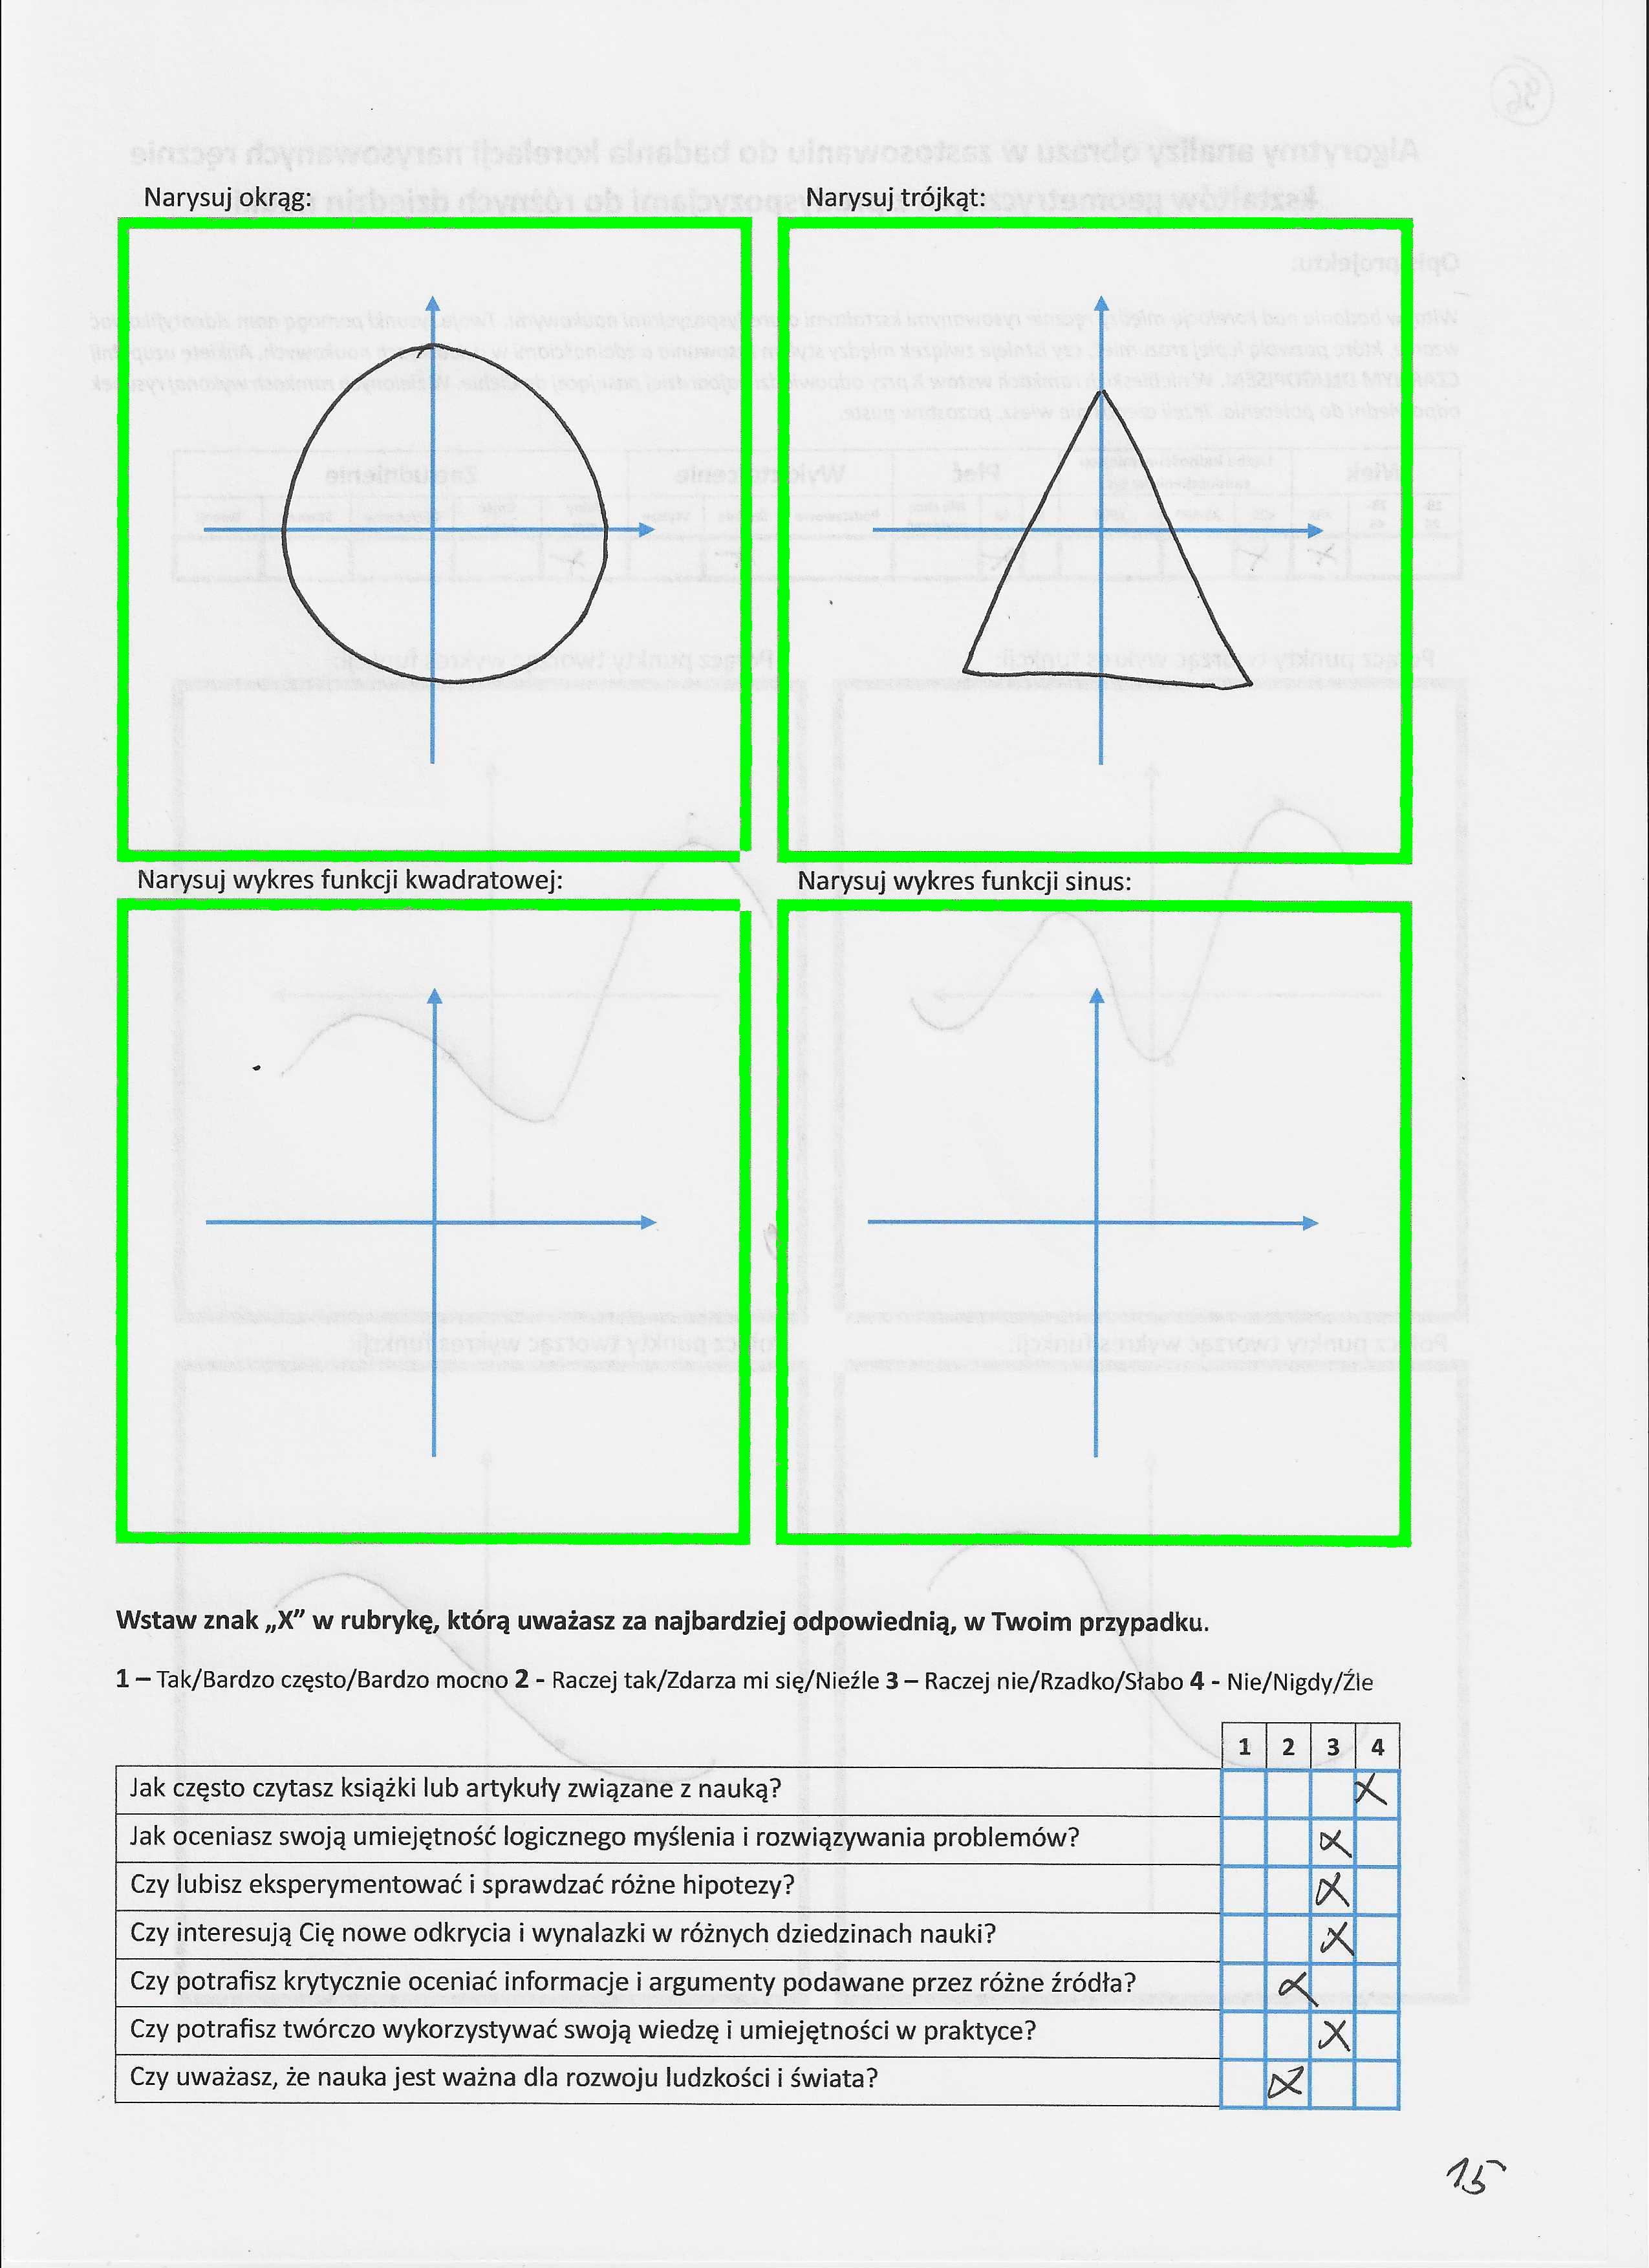 Narysuj okrąg:
Narysuj trójkąt:
Narysuj wykres funkcji kwadratowej:
Narysuj wykres funkcji sinus:
Wstaw znak „X” w rubrykę, którą uważasz za najbardziej odpowiednią, w Twoim przypadku.
1 – Tak/Bardzo często/Bardzo mocno 2 - Raczej tak/Zdarza mi się/Nieźle 3 – Raczej nie/Rzadko/Słabo 4 - Nie/Nigdy/Źle
1 2 3 4
Jak często czytasz książki lub artykuły związane z nauką? X
Jak oceniasz swoją umiejętność logicznego myślenia i rozwiązywania problemów? X
Czy lubisz eksperymentować i sprawdzać różne hipotezy? X
Czy interesują Cię nowe odkrycia i wynalazki w różnych dziedzinach nauki? X
Czy potrafisz krytycznie oceniać informacje i argumenty podawane przez różne źródła? X
Czy potrafisz twórczo wykorzystywać swoją wiedzę i umiejętności w praktyce? X
Czy uważasz, że nauka jest ważna dla rozwoju ludzkości i świata? X
15